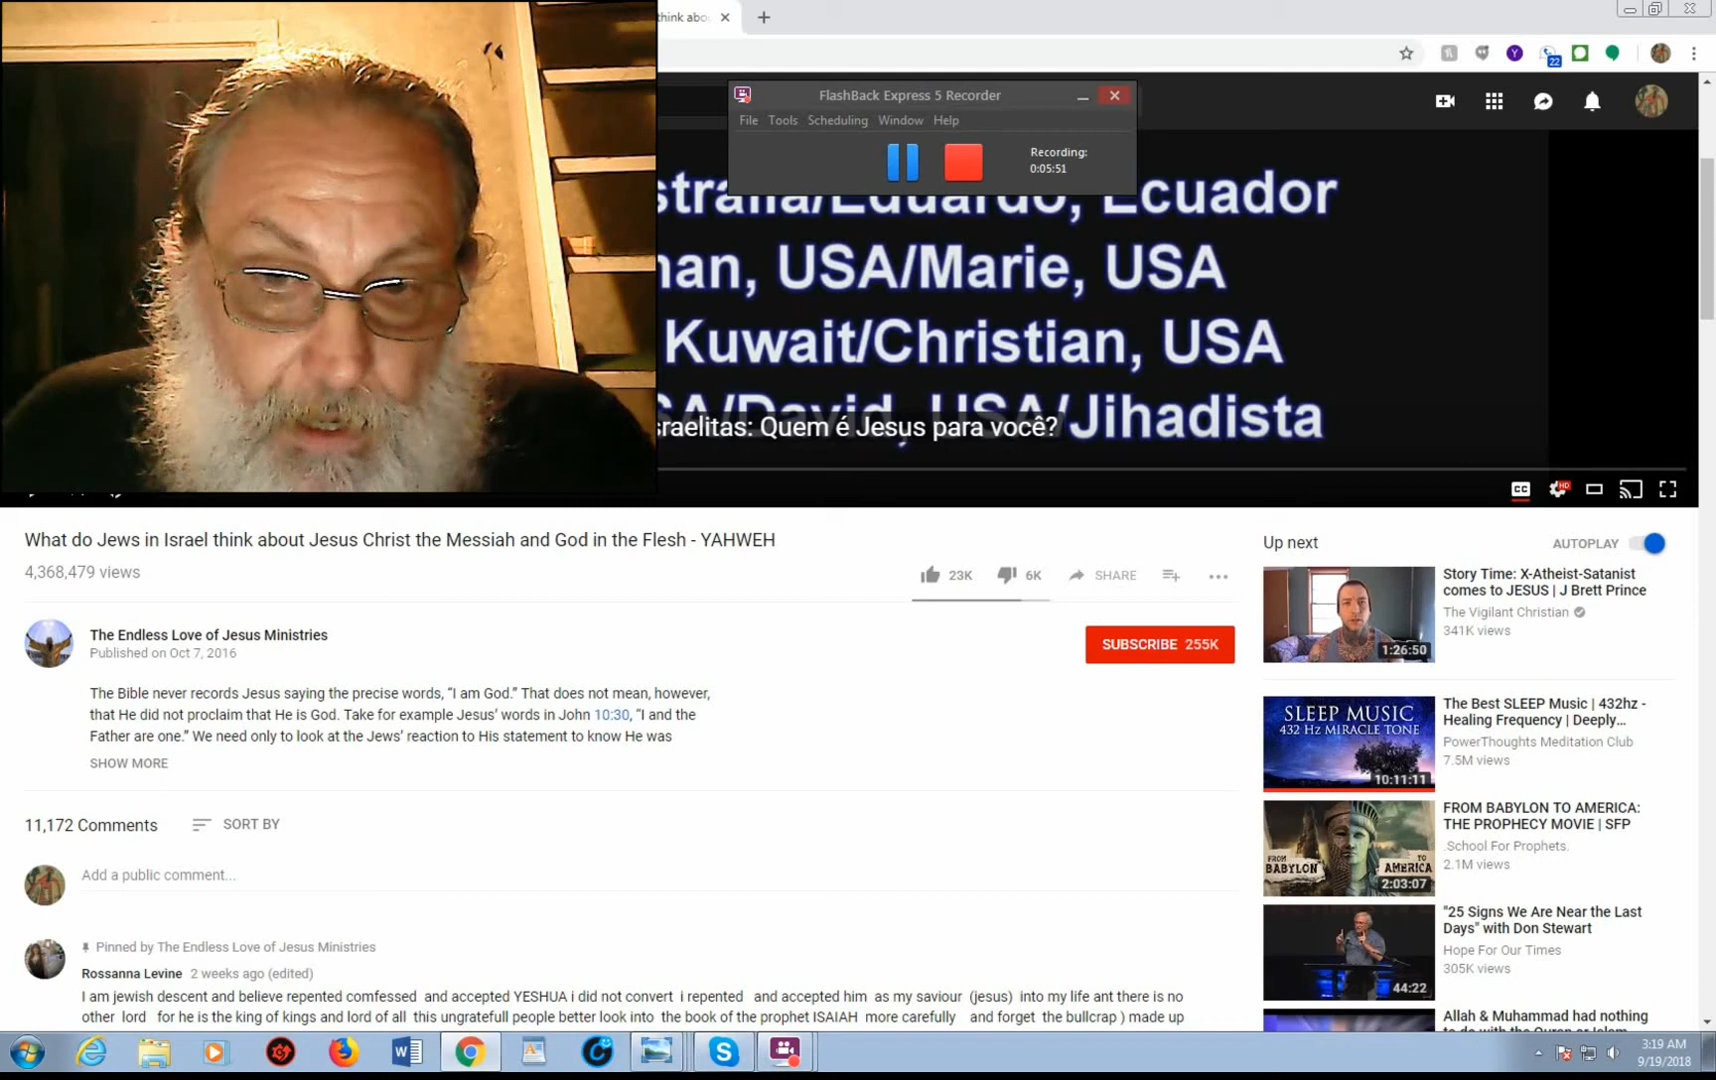 think abo
22
FlashBack Express 5 Recorder
File Tools Scheduling Window Help
Recording:
0:05:51
stralia/Eduardo, Ecuador
nan, USA/Marie, USA
Kuwait/Christian, USA
SA/David, USA/Jihadista
sraelitas: Quem é Jesus para você?
CC
HD
What do Jews in Israel think about Jesus Christ the Messiah and God in the Flesh - YAHWEH
4,368,479 views
23K
6K
SHARE
The Endless Love of Jesus Ministries
Published on Oct 7, 2016
SUBSCRIBE 255K
The Bible never records Jesus saying the precise words, “I am God.” That does not mean, however,
that He did not proclaim that He is God. Take for example Jesus’ words in John 10:30, “I and the
Father are one.” We need only to look at the Jews’ reaction to His statement to know He was
SHOW MORE
11,172 Comments
SORT BY
Add a public comment...
Pinned by The Endless Love of Jesus Ministries
Rossanna Levine 2 weeks ago (edited)
I am jewish descent and believe repented comfessed and accepted YESHUA i did not convert i repented and accepted him as my saviour (jesus) into my life ant there is no
other lord for he is the king of kings and lord of all this ungratefull people better look into the book of the prophet ISAIAH more carefully and forget the bullcrap ) made up
Up next
AUTOPLAY
Story Time: X-Atheist-Satanist
comes to JESUS | J Brett Prince
The Vigilant Christian
341K views
1:26:50
SLEEP MUSIC
432 HZ MIRACLE TONE
10:11:11
The Best SLEEP Music | 432hz -
Healing Frequency | Deeply...
PowerThoughts Meditation Club
7.5M views
FROM
BABYLON
TO
AMERICA
2:03:07
FROM BABYLON TO AMERICA:
THE PROPHECY MOVIE | SFP
.School For Prophets.
2.1M views
44:22
"25 Signs We Are Near the Last
Days" with Don Stewart
Hope For Our Times
305K views
Allah & Muhammad had nothing
3:19 AM
9/19/2018